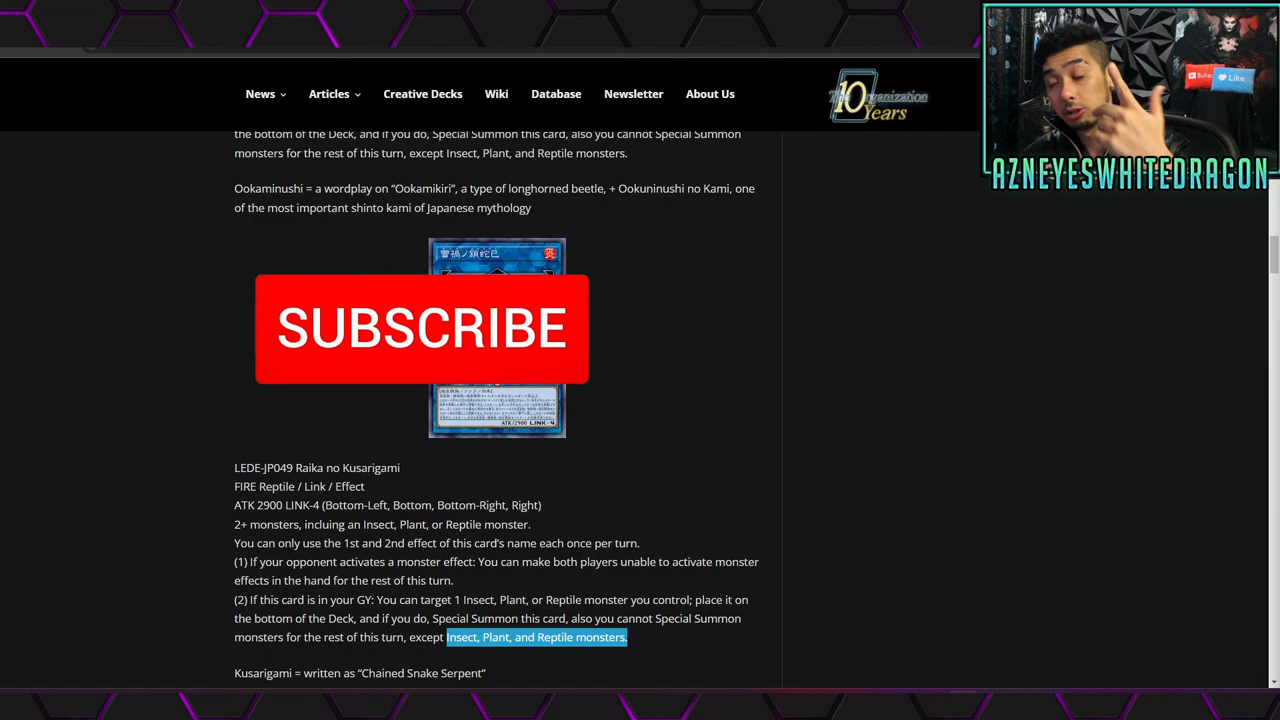 News
Articles
Creative Decks
Wiki
Database
Newsletter
About Us
The Organization
10
Years
Subsc
Like
AZNEYESWHITEDRAGON
the bottom of the Deck, and if you do, Special Summon this card, also you cannot Special Summon
monsters for the rest of this turn, except Insect, Plant, and Reptile monsters.
Ookaminushi = a wordplay on “Ookamikiri”, a type of longhorned beetle, + Ookuninushi no Kami, one
of the most important shinto kami of Japanese mythology
炎
SUBSCRIBE
ATK/2900 LINK-4
LEDE-JP049 Raika no Kusarigami
FIRE Reptile / Link / Effect
ATK 2900 LINK-4 (Bottom-Left, Bottom, Bottom-Right, Right)
2+ monsters, incluing an Insect, Plant, or Reptile monster.
You can only use the 1st and 2nd effect of this card’s name each once per turn.
(1) If your opponent activates a monster effect: You can make both players unable to activate monster
effects in the hand for the rest of this turn.
(2) If this card is in your GY: You can target 1 Insect, Plant, or Reptile monster you control; place it on
the bottom of the Deck, and if you do, Special Summon this card, also you cannot Special Summon
monsters for the rest of this turn, except Insect, Plant, and Reptile monsters.
Kusarigami = written as “Chained Snake Serpent”